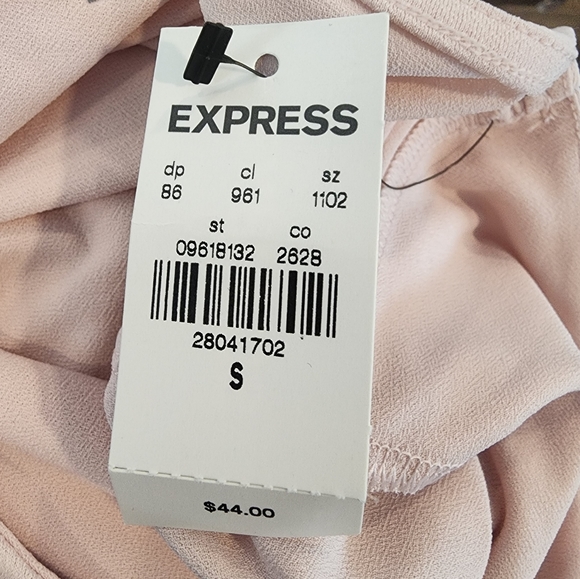 EXPRESS
dp cl sz
86 961 1102
st co
09618132 2628
28041702
S
$44.00